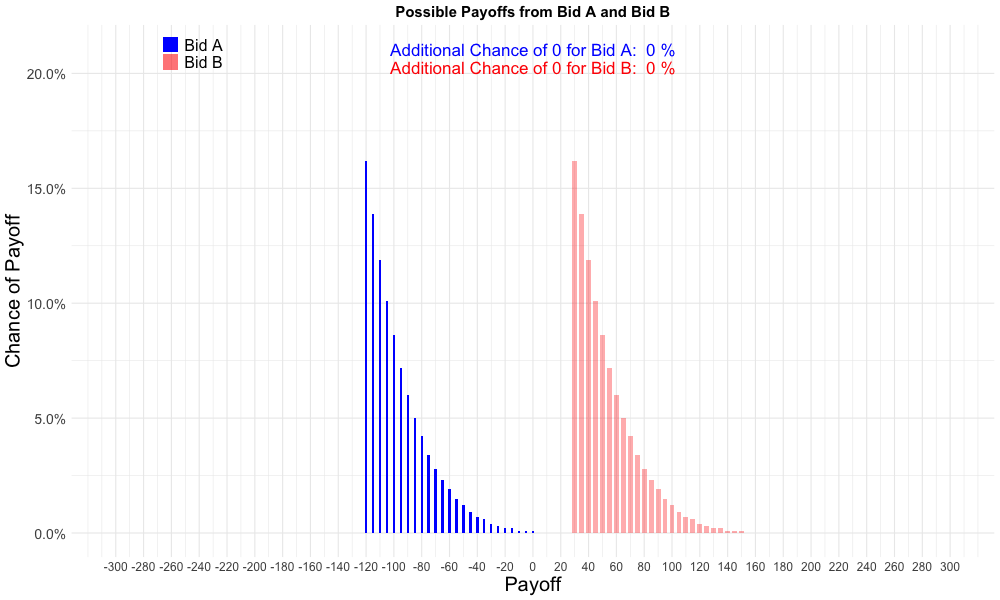 Possible Payoffs from Bid A and Bid B
Bid A
Bid B
Additional Chance of 0 for Bid A:  0 %
Additional Chance of 0 for Bid B:  0 %
Chance of Payoff
20.0%
15.0%
10.0%
5.0%
0.0%
-300 -280 -260 -240 -220 -200 -180 -160 -140 -120 -100 -80 -60 -40 -20 0 20 40 60 80 100 120 140 160 180 200 220 240 260 280 300
Payoff